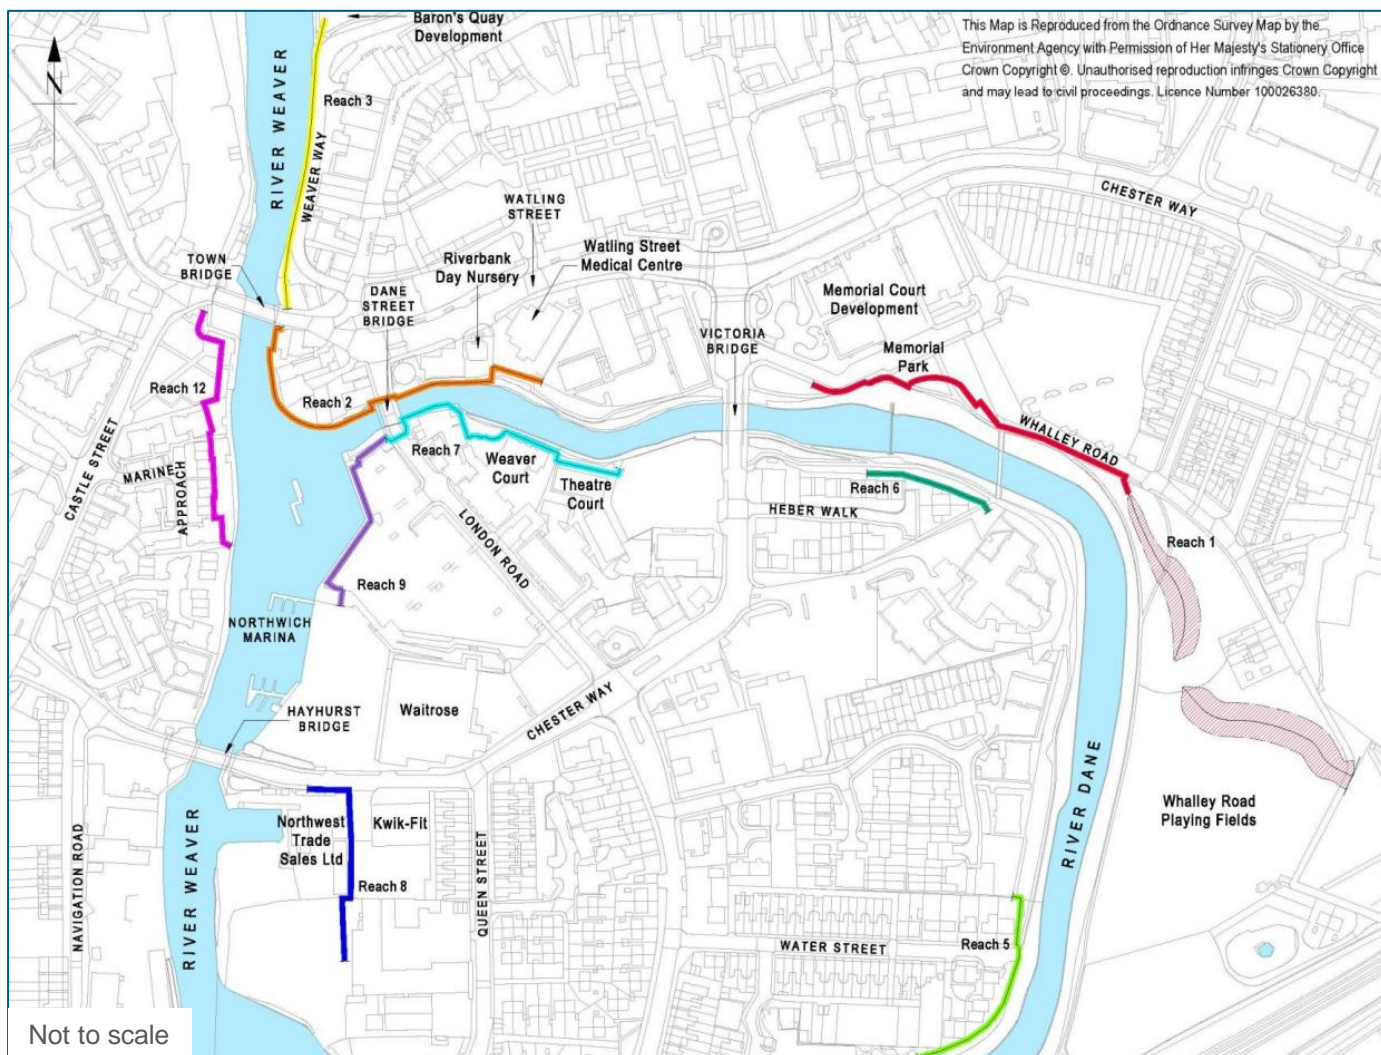 Baron's Quay
Development
This Map is Reproduced from the Ordnance Survey Map by the
Environment Agency with Permission of Her Majesty's Stationery Office
Crown Copyright ©. Unauthorised reproduction infringes Crown Copyright
and may lead to civil proceedings. Licence Number 100026380.
N
RIVER WEAVER
Reach 3
WEAVER WAY
CHESTER WAY
WATLING
STREET
TOWN
BRIDGE
Riverbank
Day Nursery
Watling Street
Medical Centre
DANE
STREET
BRIDGE
Memorial Court
Development
VICTORIA
BRIDGE
Memorial
Park
Reach 12
Reach 2
WHALLEY ROAD
CASTLE STREET
MARINE
APPROACH
Reach 7
Weaver
Court
Theatre
Court
Reach 6
HEBER WALK
LONDON ROAD
Reach 1
Reach 9
NORTHWICH
MARINA
HAYHURST
BRIDGE
Waitrose
CHESTER WAY
RIVER DANE
Whalley Road
Playing Fields
NAVIGATION ROAD
RIVER WEAVER
Northwest
Trade
Sales Ltd
Kwik-Fit
QUEEN STREET
Reach 8
WATER STREET
Reach 5
Not to scale